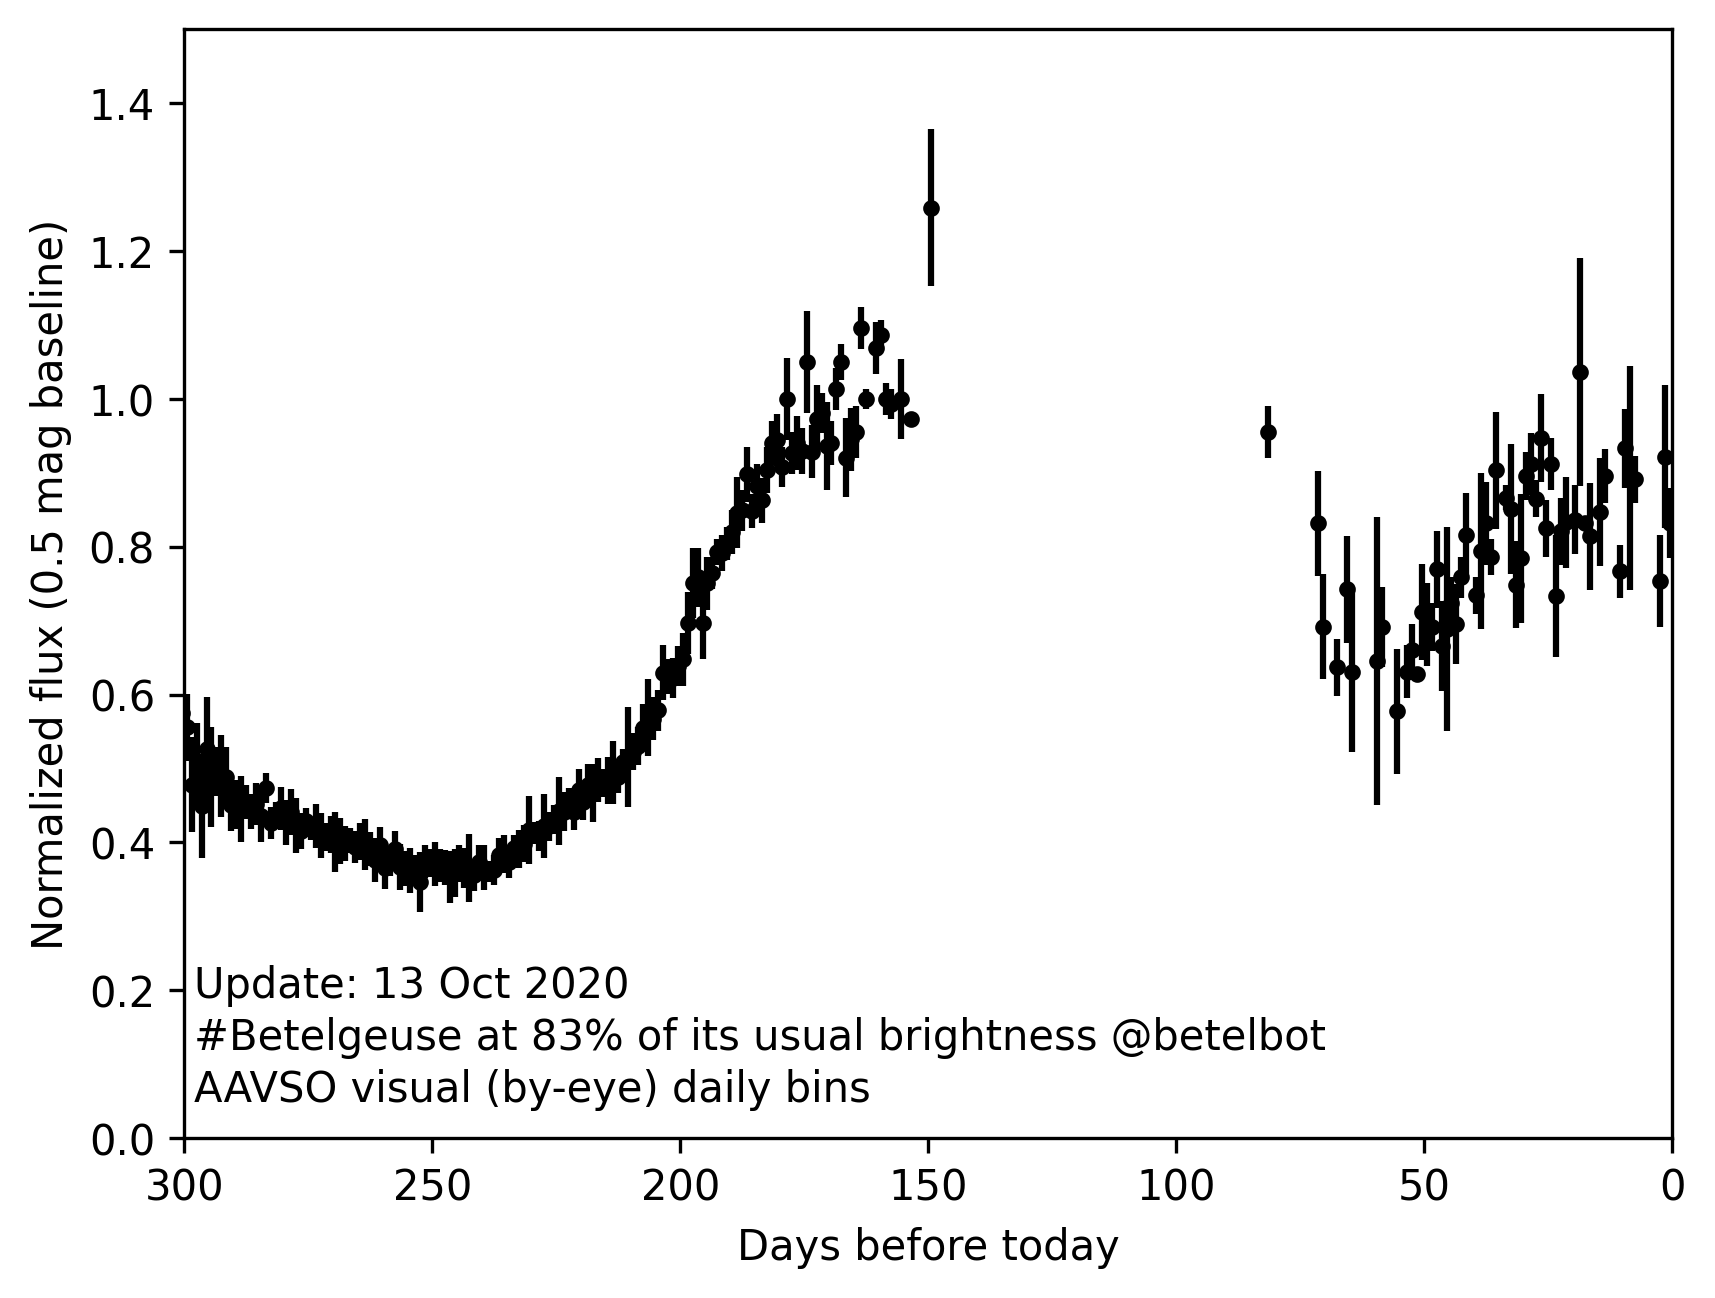 1.4
1.2
1.0
0.8
0.6
0.4
0.2
0.0
Normalized flux (0.5 mag baseline)
Update: 13 Oct 2020
#Betelgeuse at 83% of its usual brightness @betelbot
AAVSO visual (by-eye) daily bins
300 250 200 150 100 50 0
Days before today